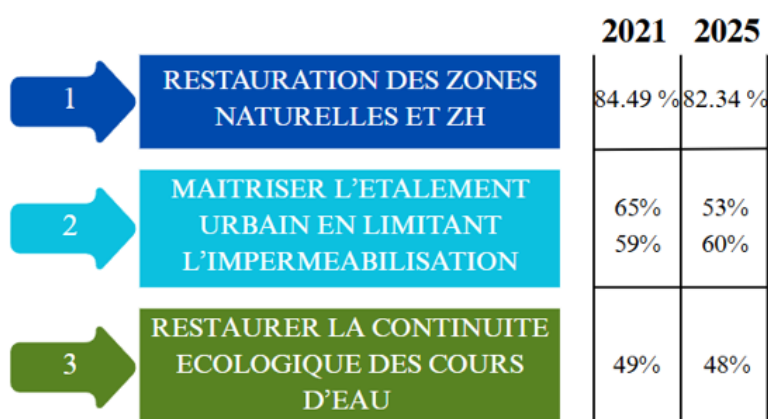 2021 2025
1
RESTAURATION DES ZONES
NATURELLES ET ZH
84.49 % 82.34 %
2
MAITRISER L'ETALEMENT
URBAIN EN LIMITANT
L'IMPERMEABILISATION
65% 53%
59% 60%
3
RESTAURER LA CONTINUITE
ECOLOGIQUE DES COURS
D'EAU
49% 48%